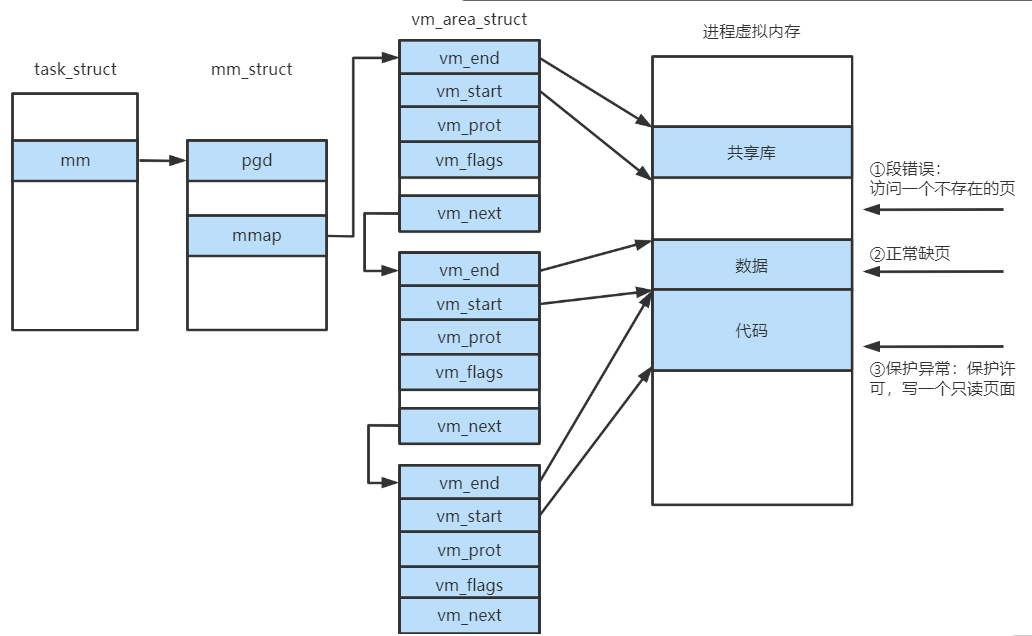 task_struct
mm
mm_struct
pgd
mmap
vm_area_struct
vm_end
vm_start
vm_prot
vm_flags
vm_next
vm_end
vm_start
vm_prot
vm_flags
vm_next
vm_end
vm_start
vm_prot
vm_flags
vm_next
进程虚拟内存
共享库
数据
代码
①段错误：
访问一个不存在的页
②正常缺页
③保护异常：保护许
可，写一个只读页面